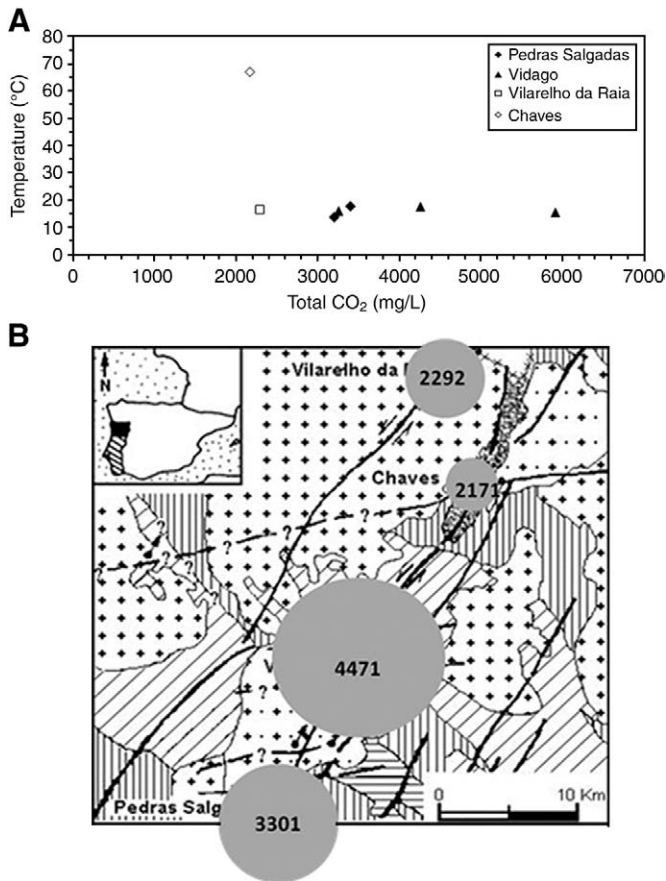 A
80
70
60
50
40
30
20
10
0
Temperature (°C)
Pedras Salgadas
Vidago
Vilarelho da Raia
Chaves
0 1000 2000 3000 4000 5000 6000 7000
Total CO₂ (mg/L)
B
N
Vilarelho da
2292
Chaves
2171
?
?
?
?
?
?
4471
V
?
?
?
0 10 Km
Pedras Salg
3301